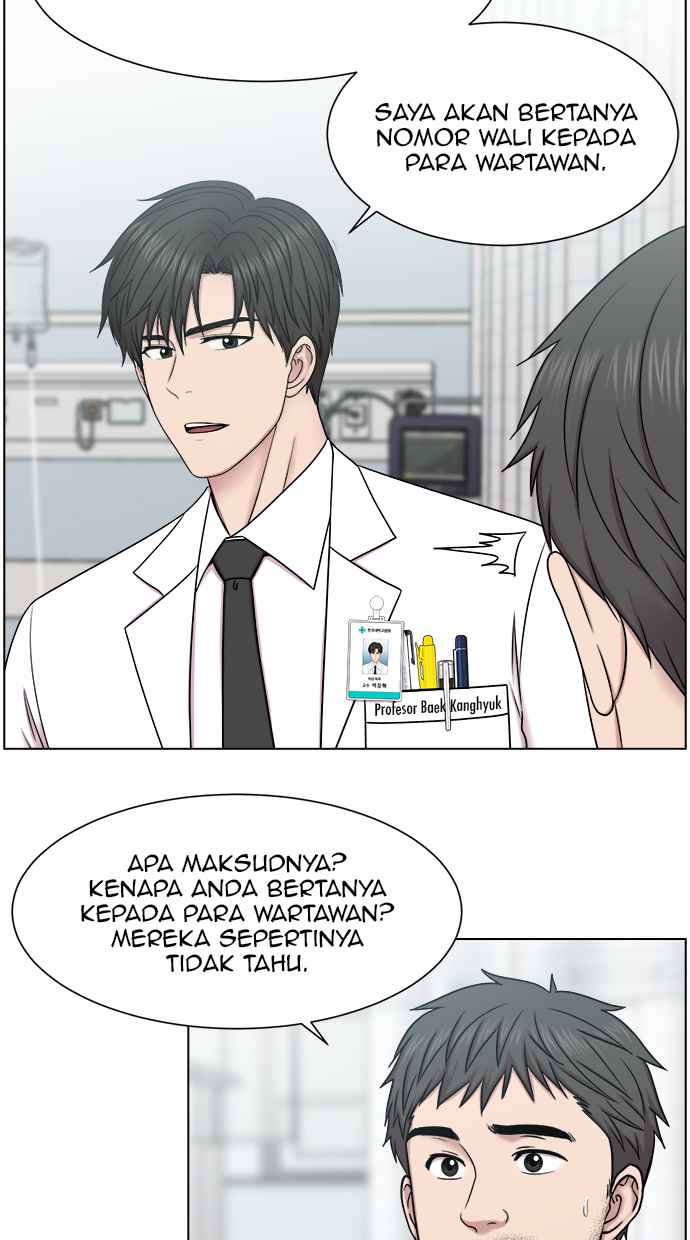 SAYA AKAN BERTANYA
NOMOR WALI KEPADA
PARA WARTAWAN.
Profesor Baek Kanghyuk
APA MAKSUDNYA?
KENAPA ANDA BERTANYA
KEPADA PARA WARTAWAN?
MEREKA SEPERTINYA
TIDAK TAHU.